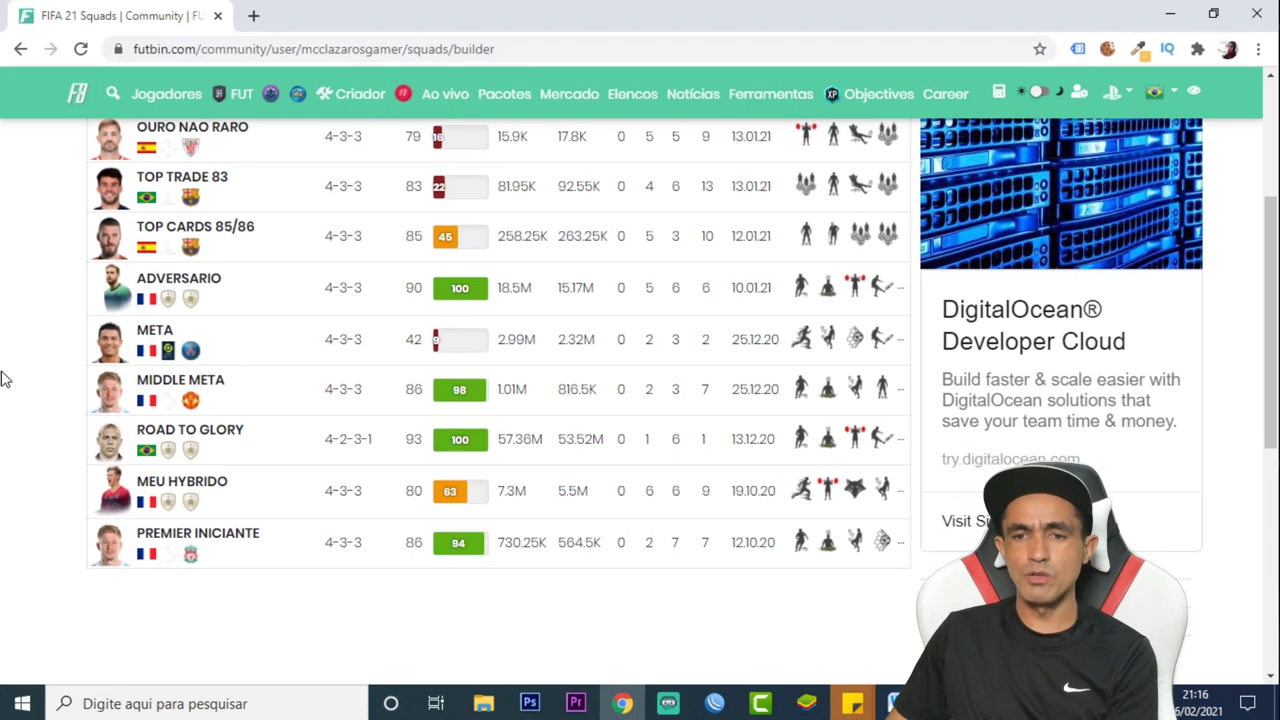 FIFA 21 Squads | Community | FU
futbin.com/community/user/mcclazarosgamer/squads/builder
IQ
F8 Jogadores FUT Criador Ao vivo Pacotes Mercado Elencos Notícias Ferramentas XP Objectives Career
OURO NAO RARO 4-3-3 79 16 15.9K 17.8K 0 5 5 9 13.01.21
TOP TRADE 83 4-3-3 83 22 81.95K 92.55K 0 4 6 13 13.01.21
TOP CARDS 85/86 4-3-3 85 45 258.25K 263.25K 0 5 3 10 12.01.21
ADVERSARIO 4-3-3 90 100 18.5M 15.17M 0 5 6 6 10.01.21 --
META 4-3-3 42 9 2.99M 2.32M 0 2 3 2 25.12.20 --
MIDDLE META 4-3-3 86 98 1.01M 816.5K 0 2 3 7 25.12.20
ROAD TO GLORY 4-2-3-1 93 100 57.36M 53.52M 0 1 6 1 13.12.20 --
MEU HYBRIDO 4-3-3 80 63 7.3M 5.5M 0 6 6 9 19.10.20 --
PREMIER INICIANTE 4-3-3 86 94 730.25K 564.5K 0 2 7 7 12.10.20 --
DigitalOcean®
Developer Cloud
Build faster & scale easier with
DigitalOcean solutions that
save your team time & money.
try.digitalocean.com
Visit Si
Digite aqui para pesquisar
Ps
Pr
21:16
6/02/2021